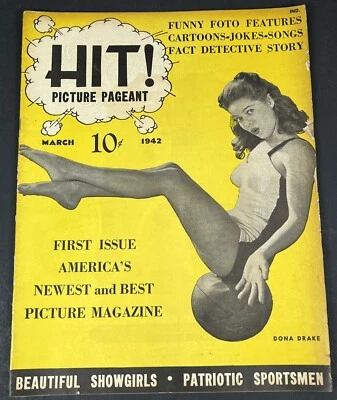 IND.
FUNNY FOTO FEATURES
CARTOONS-JOKES-SONGS
FACT DETECTIVE STORY
HIT!
PICTURE PAGEANT
MARCH 10¢ 1942
FIRST ISSUE
AMERICA'S
NEWEST and BEST
PICTURE MAGAZINE
DONA DRAKE
BEAUTIFUL SHOWGIRLS • PATRIOTIC SPORTSMEN